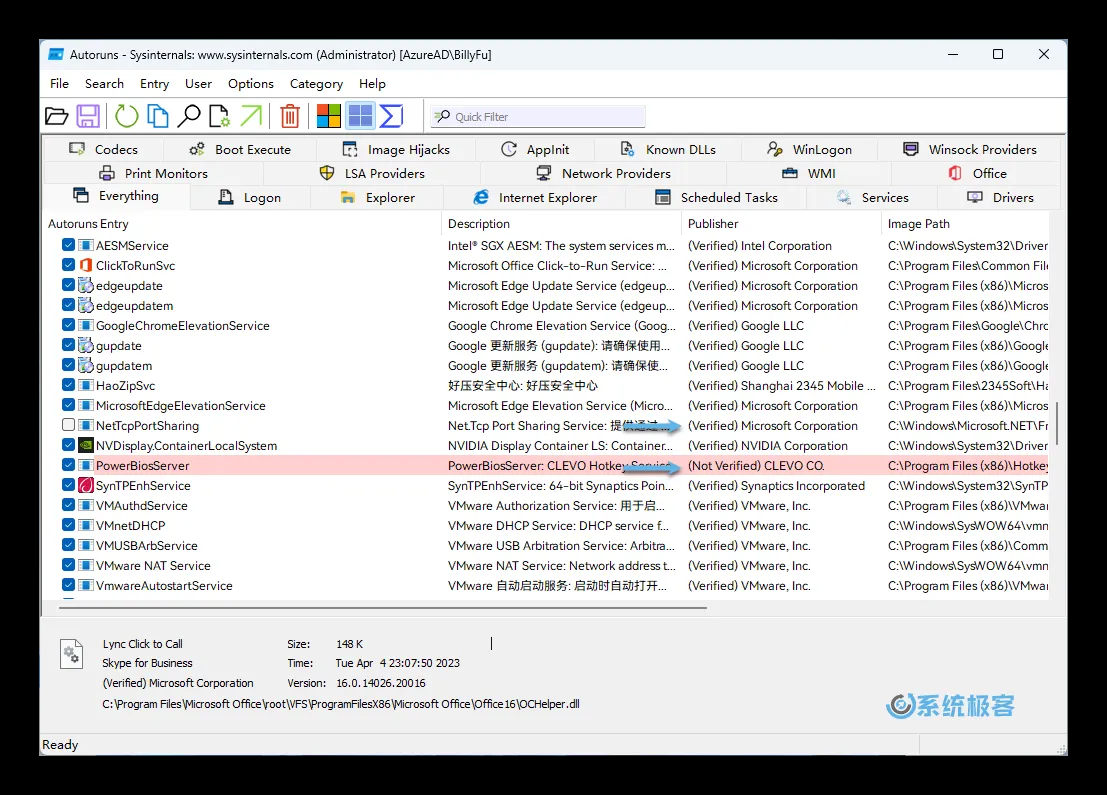 Autoruns - Sysinternals: www.sysinternals.com (Administrator) [AzureAD\BillyFu]
File Search Entry User Options Category Help
Quick Filter
Codecs Boot Execute Image Hijacks AppInit Known DLLs WinLogon Winsock Providers
Print Monitors LSA Providers Network Providers WMI Office
Everything Logon Explorer Internet Explorer Scheduled Tasks Services Drivers
Autoruns Entry Description Publisher Image Path
AESMService Intel® SGX AESM: The system services m... (Verified) Intel Corporation C:\Windows\System32\Driver
ClickToRunSvc Microsoft Office Click-to-Run Service: ... (Verified) Microsoft Corporation C:\Program Files\Common File
edgeupdate Microsoft Edge Update Service (edgeup... (Verified) Microsoft Corporation C:\Program Files (x86)\Micros
edgeupdatem Microsoft Edge Update Service (edgeup... (Verified) Microsoft Corporation C:\Program Files (x86)\Micros
GoogleChromeElevationService Google Chrome Elevation Service (Goog... (Verified) Google LLC C:\Program Files\Google\Chro
gupdate Google 更新服务 (gupdate): 请确保使用... (Verified) Google LLC C:\Program Files (x86)\Google
gupdatem Google 更新服务 (gupdatem): 请确保使... (Verified) Google LLC C:\Program Files (x86)\Google
HaoZipSvc 好压安全中心: 好压安全中心 (Verified) Shanghai 2345 Mobile ... C:\Program Files\2345Soft\Ha
MicrosoftEdgeElevationService Microsoft Edge Elevation Service (Micro... (Verified) Microsoft Corporation C:\Program Files (x86)\Micros
NetTcpPortSharing Net.Tcp Port Sharing Service: 提供通过 ... (Verified) Microsoft Corporation C:\Windows\Microsoft.NET\Fr
NVDisplay.ContainerLocalSystem NVIDIA Display Container LS: Container... (Verified) NVIDIA Corporation C:\Windows\System32\Driver
PowerBiosServer PowerBiosServer: CLEVO Hotkey Service (Not Verified) CLEVO CO. C:\Program Files (x86)\Hotkey
SynTPEnhService SynTPEnhService: 64-bit Synaptics Poin... (Verified) Synaptics Incorporated C:\Windows\System32\SynTP
VMAuthdService VMware Authorization Service: 用于启... (Verified) VMware, Inc. C:\Program Files (x86)\VMwa
VMnetDHCP VMware DHCP Service: DHCP service f... (Verified) VMware, Inc. C:\Windows\SysWOW64\vmn
VMUSBArbService VMware USB Arbitration Service: Arbitra... (Verified) VMware, Inc. C:\Program Files (x86)\Comm
VMware NAT Service VMware NAT Service: Network address t... (Verified) VMware, Inc. C:\Windows\SysWOW64\vmn
VmwareAutostartService VMware 自动启动服务: 启动时自动打开... (Verified) VMware, Inc. C:\Program Files (x86)\VMwar
Lync Click to Call Size: 148 K
Skype for Business Time: Tue Apr 4 23:07:50 2023
(Verified) Microsoft Corporation Version: 16.0.14026.20016
C:\Program Files\Microsoft Office\root\VFS\ProgramFilesX86\Microsoft Office\Office16\OCHelper.dll
系统极客
Ready